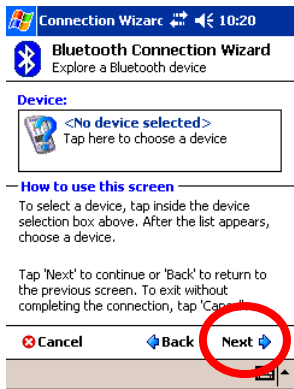 Connection Wizarc 10:20
Bluetooth Connection Wizard
Explore a Bluetooth device
Device:
<No device selected>
Tap here to choose a device
How to use this screen
To select a device, tap inside the device
selection box above. After the list appears,
choose a device.
Tap 'Next' to continue or 'Back' to return to
the previous screen. To exit without
completing the connection, tap
Cancel Back Next